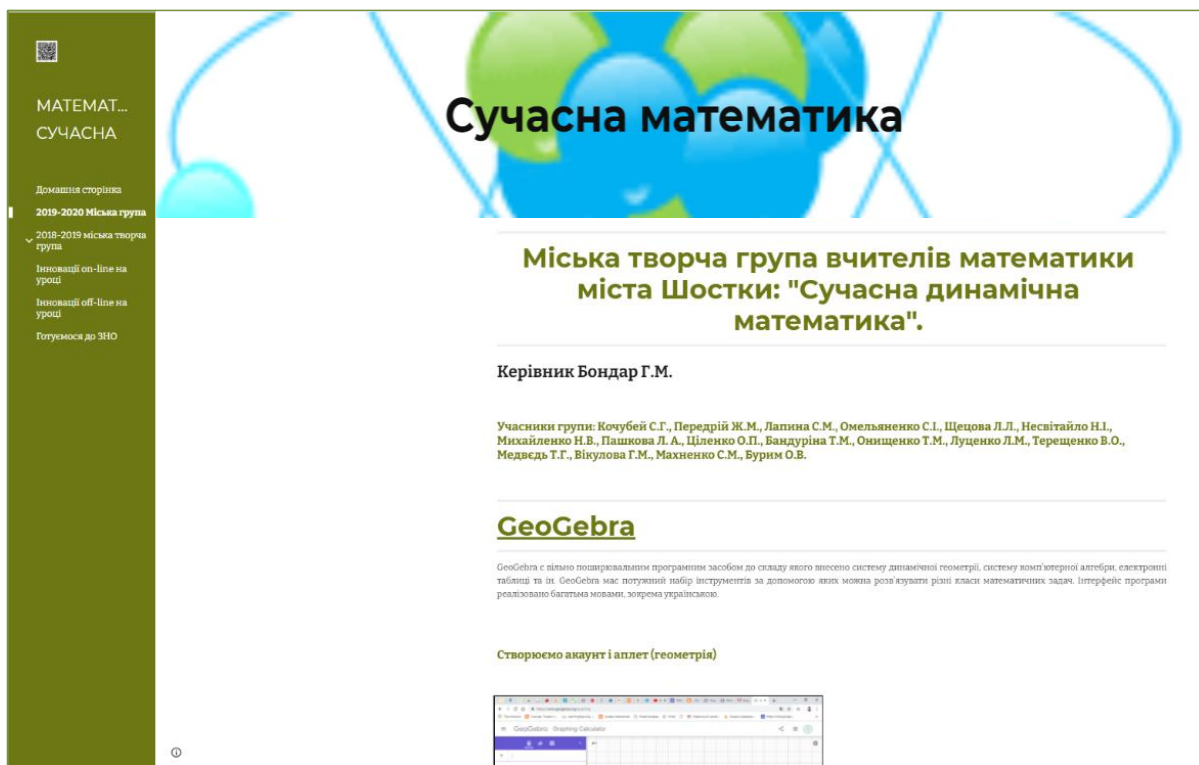 МАТЕМАТ...
СУЧАСНА
Домашня сторінка
2019-2020 Міська група
2018-2019 міська творча
група
Інновації on-line на
уроці
Інновації off-line на
уроці
Готуємося до ЗНО
Сучасна математика
Міська творча група вчителів математики
міста Шостки: "Сучасна динамічна
математика".
Керівник Бондар Г.М.
Учасники групи: Кочубей С.Г., Передрій Ж.М., Лапина С.М., Омельяненко С.І., Щецова Л.Л., Несвітайло Н.І.,
Михайленко Н.В., Пашкова Л. А., Ціленко О.П., Бандуріна Т.М., Онищенко Т.М., Луценко Л.М., Терещенко В.О.,
Медвєдь Т.Г., Вікулова Г.М., Махненко С.М., Бурим О.В.
GeoGebra
GeoGebra є вільно поширювальним програмним засобом до складу якого внесено систему динамічної геометрії, систему комп'ютерної алгебри, електронні
таблиці та ін. GeoGebra має потужний набір інструментів за допомогою яких можна розв'язувати різні класи математичних задач. Інтерфейс програми
реалізовано багатьма мовами, зокрема українською.
Створюємо акаунт і аплет (геометрія)
GeoGebra Graphing Calculator